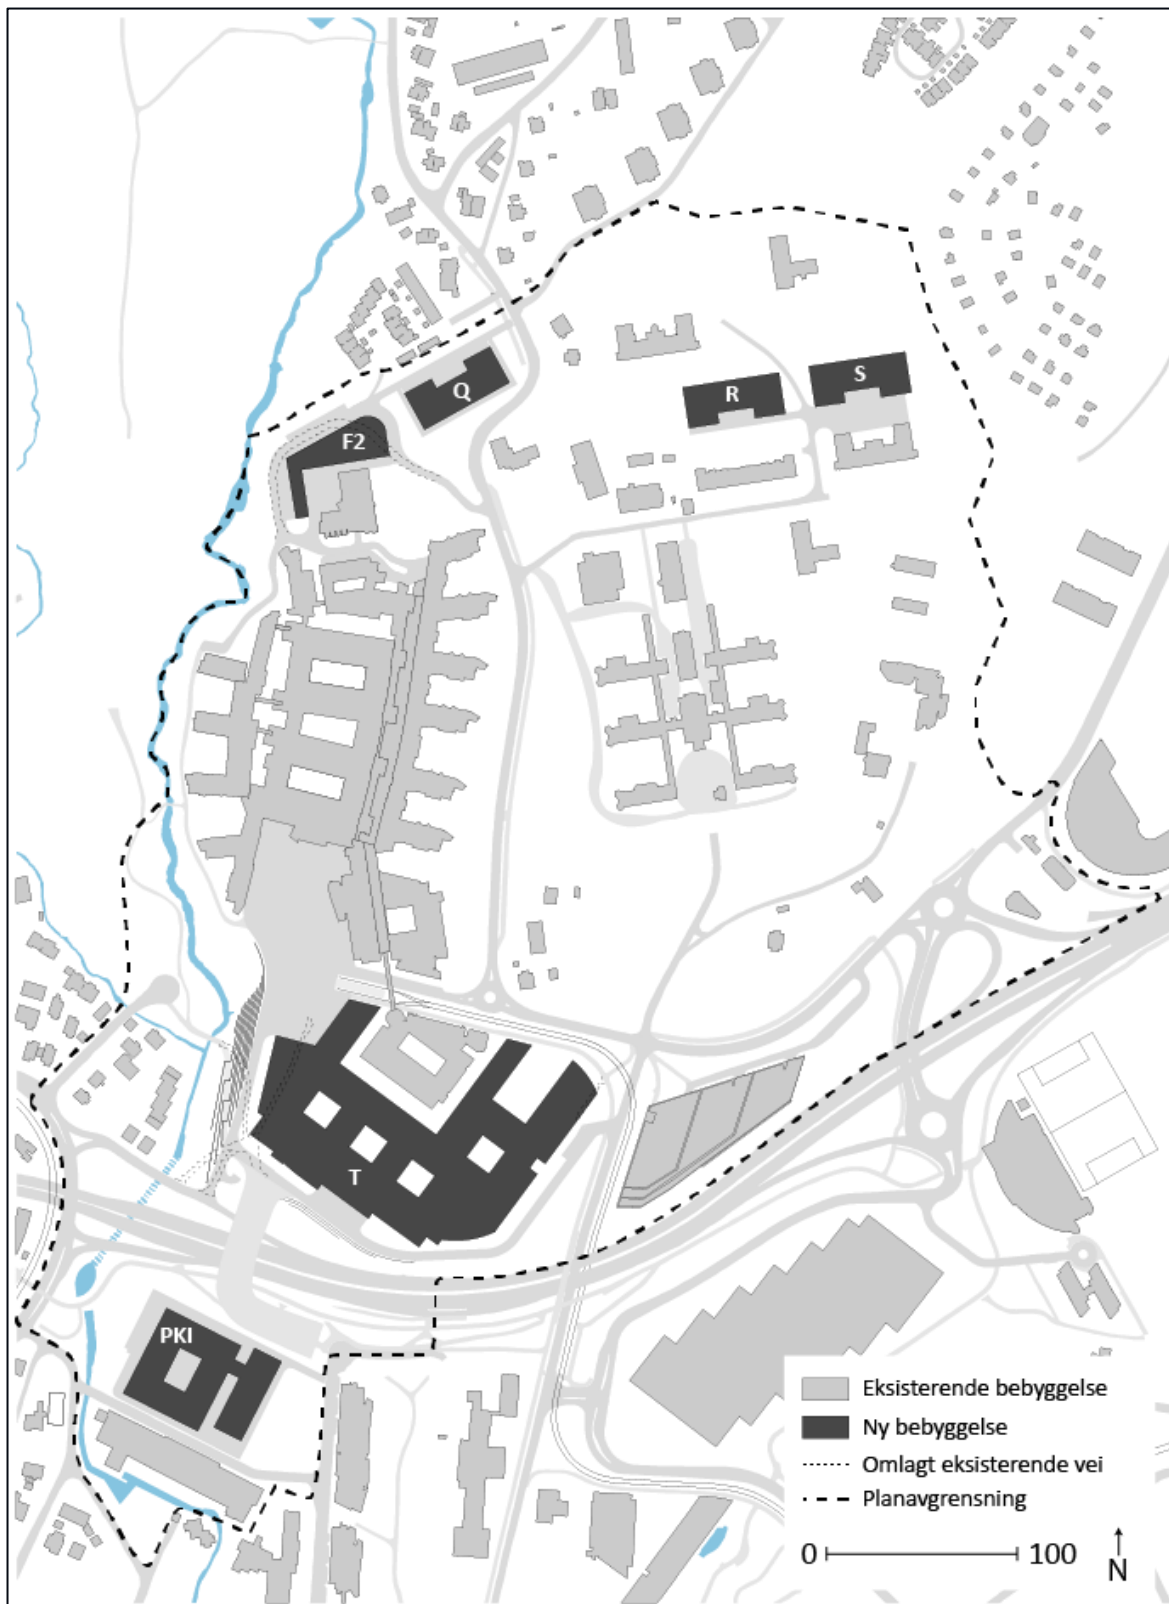 Q
R
S
F2
T
PKI
Eksisterende bebyggelse
Ny bebyggelse
Omlagt eksisterende vei
Planavgrensning
0 100
N